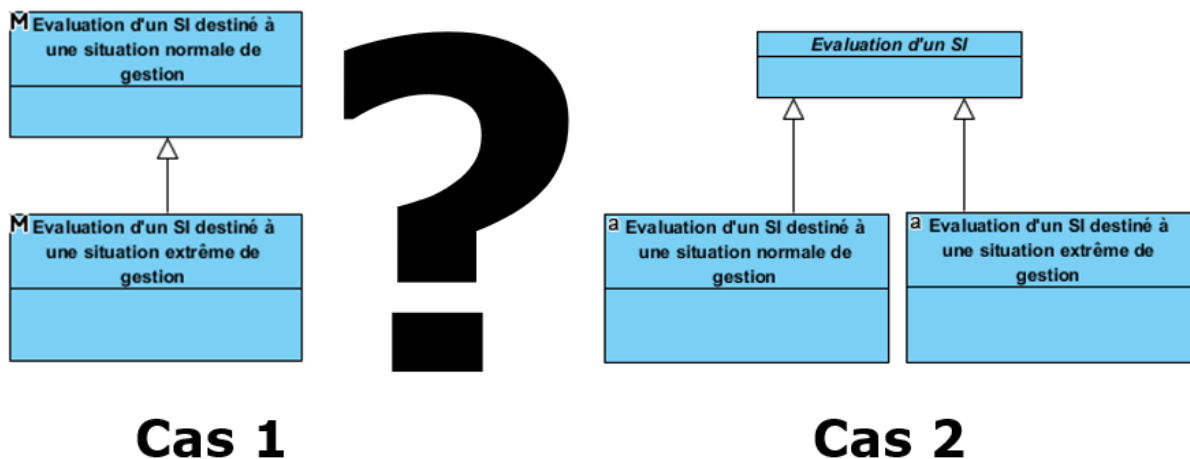 M Evaluation d'un SI destiné à
une situation normale de
gestion
M Evaluation d'un SI destiné à
une situation extrême de
gestion
?
Evaluation d'un SI
a Evaluation d'un SI destiné à
une situation normale de
gestion
a Evaluation d'un SI destiné à
une situation extrême de
gestion
Cas 1
Cas 2